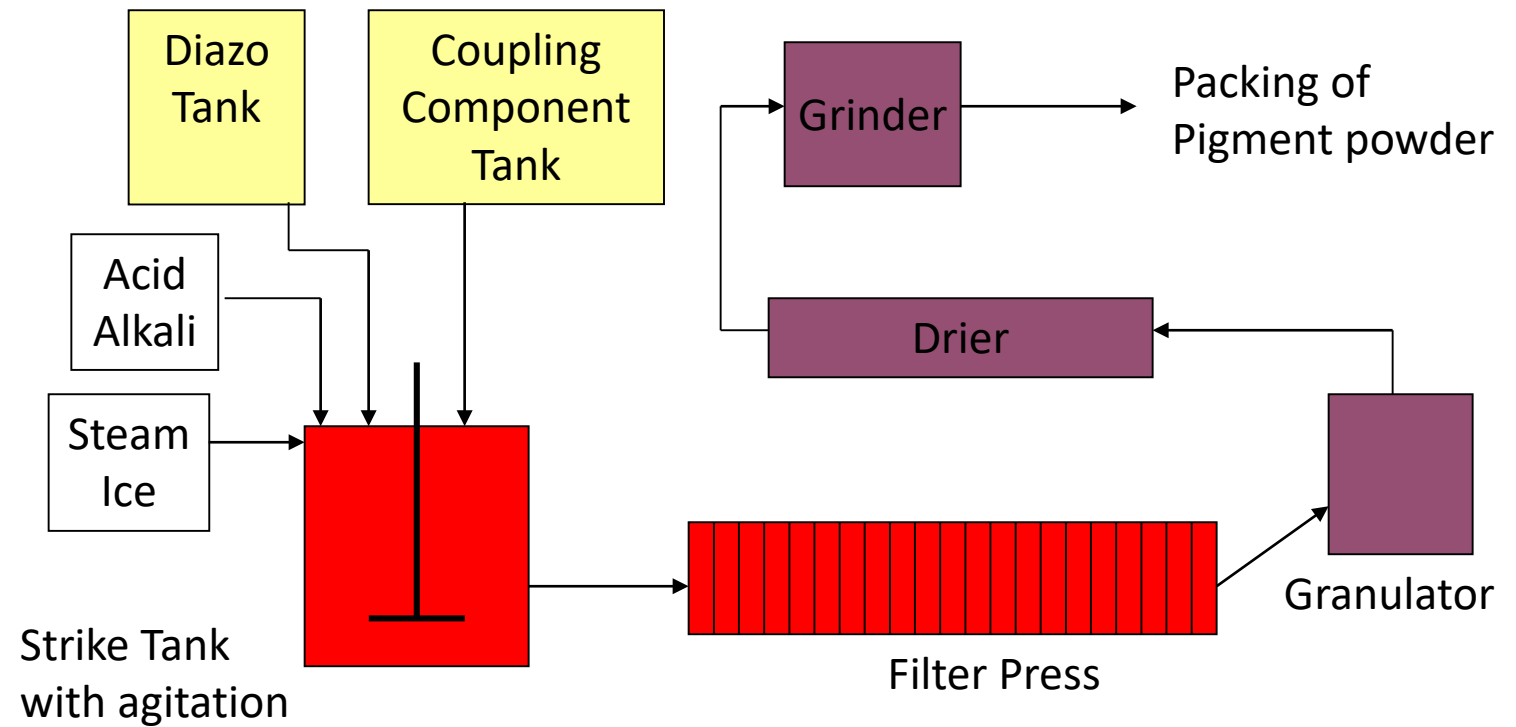 Diazo
Tank
Coupling
Component
Tank
Grinder
Packing of
Pigment powder
Acid
Alkali
Drier
Steam
Ice
Granulator
Strike Tank
with agitation
Filter Press